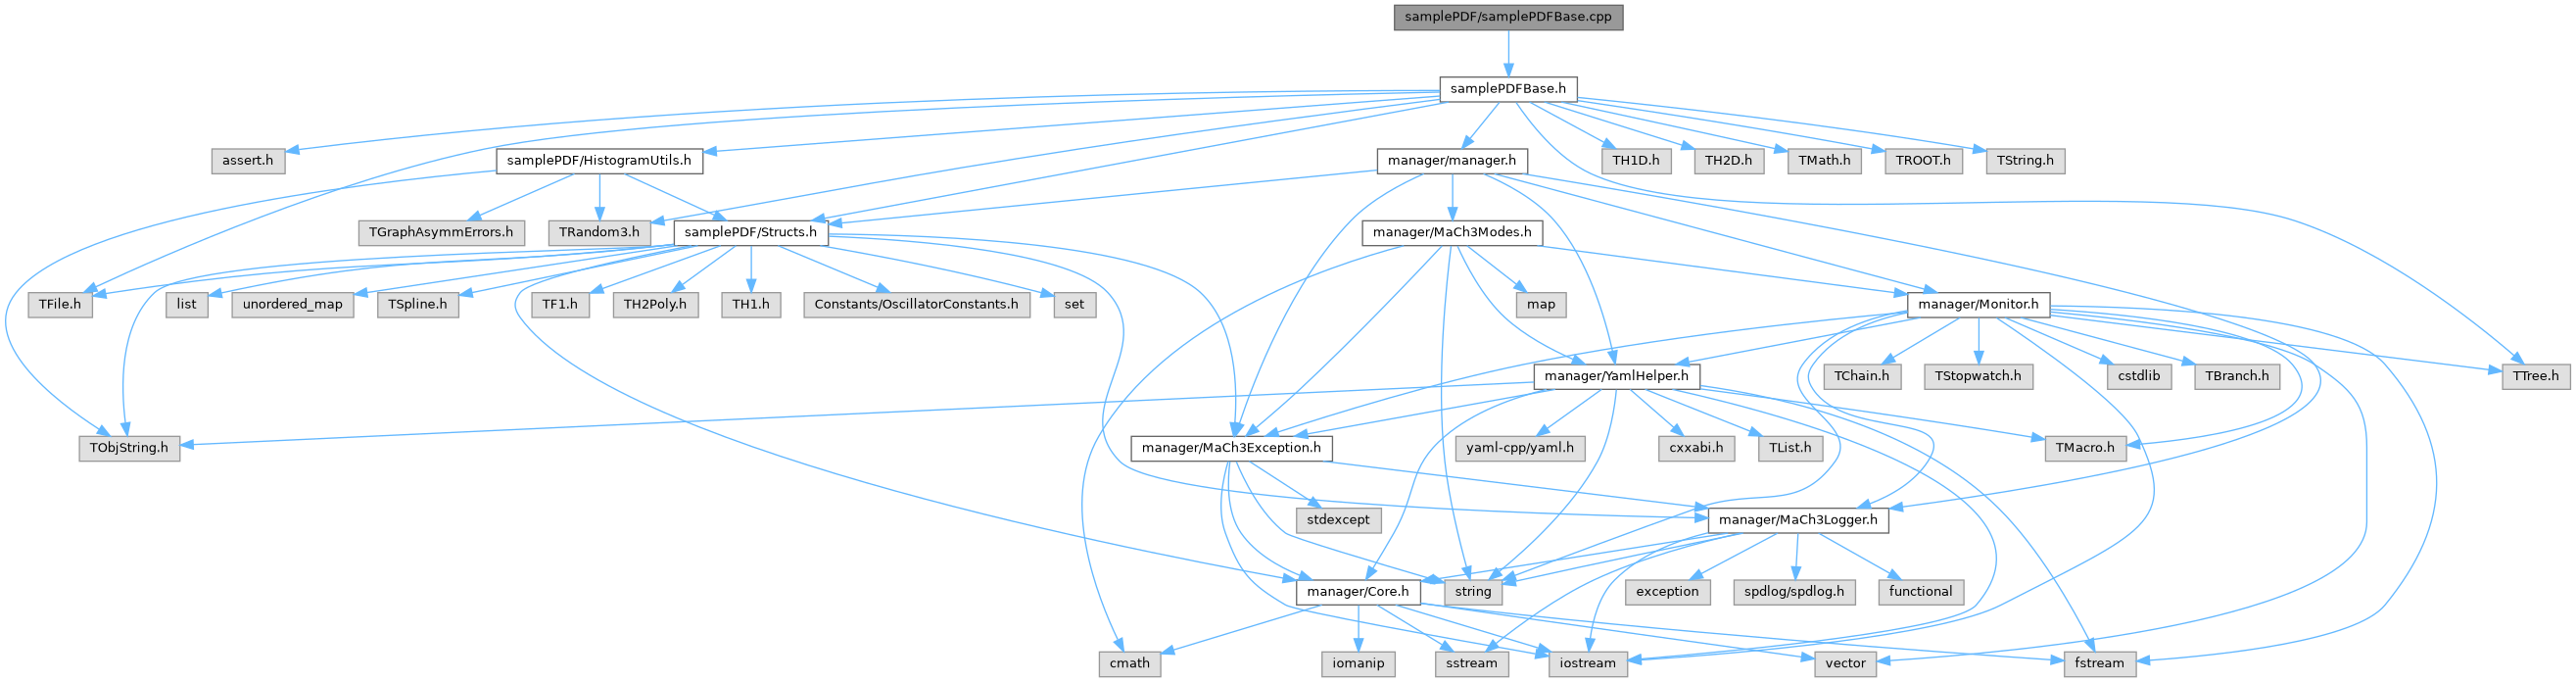 samplePDF/samplePDFBase.cpp
samplePDFBase.h
assert.h
samplePDF/HistogramUtils.h
manager/manager.h
TH1D.h
TH2D.h
TMath.h
TROOT.h
TString.h
TGraphAsymmErrors.h
TRandom3.h
samplePDF/Structs.h
manager/MaCh3Modes.h
TFile.h
list
unordered_map
TSpline.h
TF1.h
TH2Poly.h
TH1.h
Constants/OscillatorConstants.h
set
map
manager/Monitor.h
manager/YamlHelper.h
TChain.h
TStopwatch.h
cstdlib
TBranch.h
TTree.h
TObjString.h
manager/MaCh3Exception.h
yaml-cpp/yaml.h
cxxabi.h
TList.h
TMacro.h
stdexcept
manager/MaCh3Logger.h
manager/Core.h
string
exception
spdlog/spdlog.h
functional
cmath
iomanip
sstream
iostream
vector
fstream